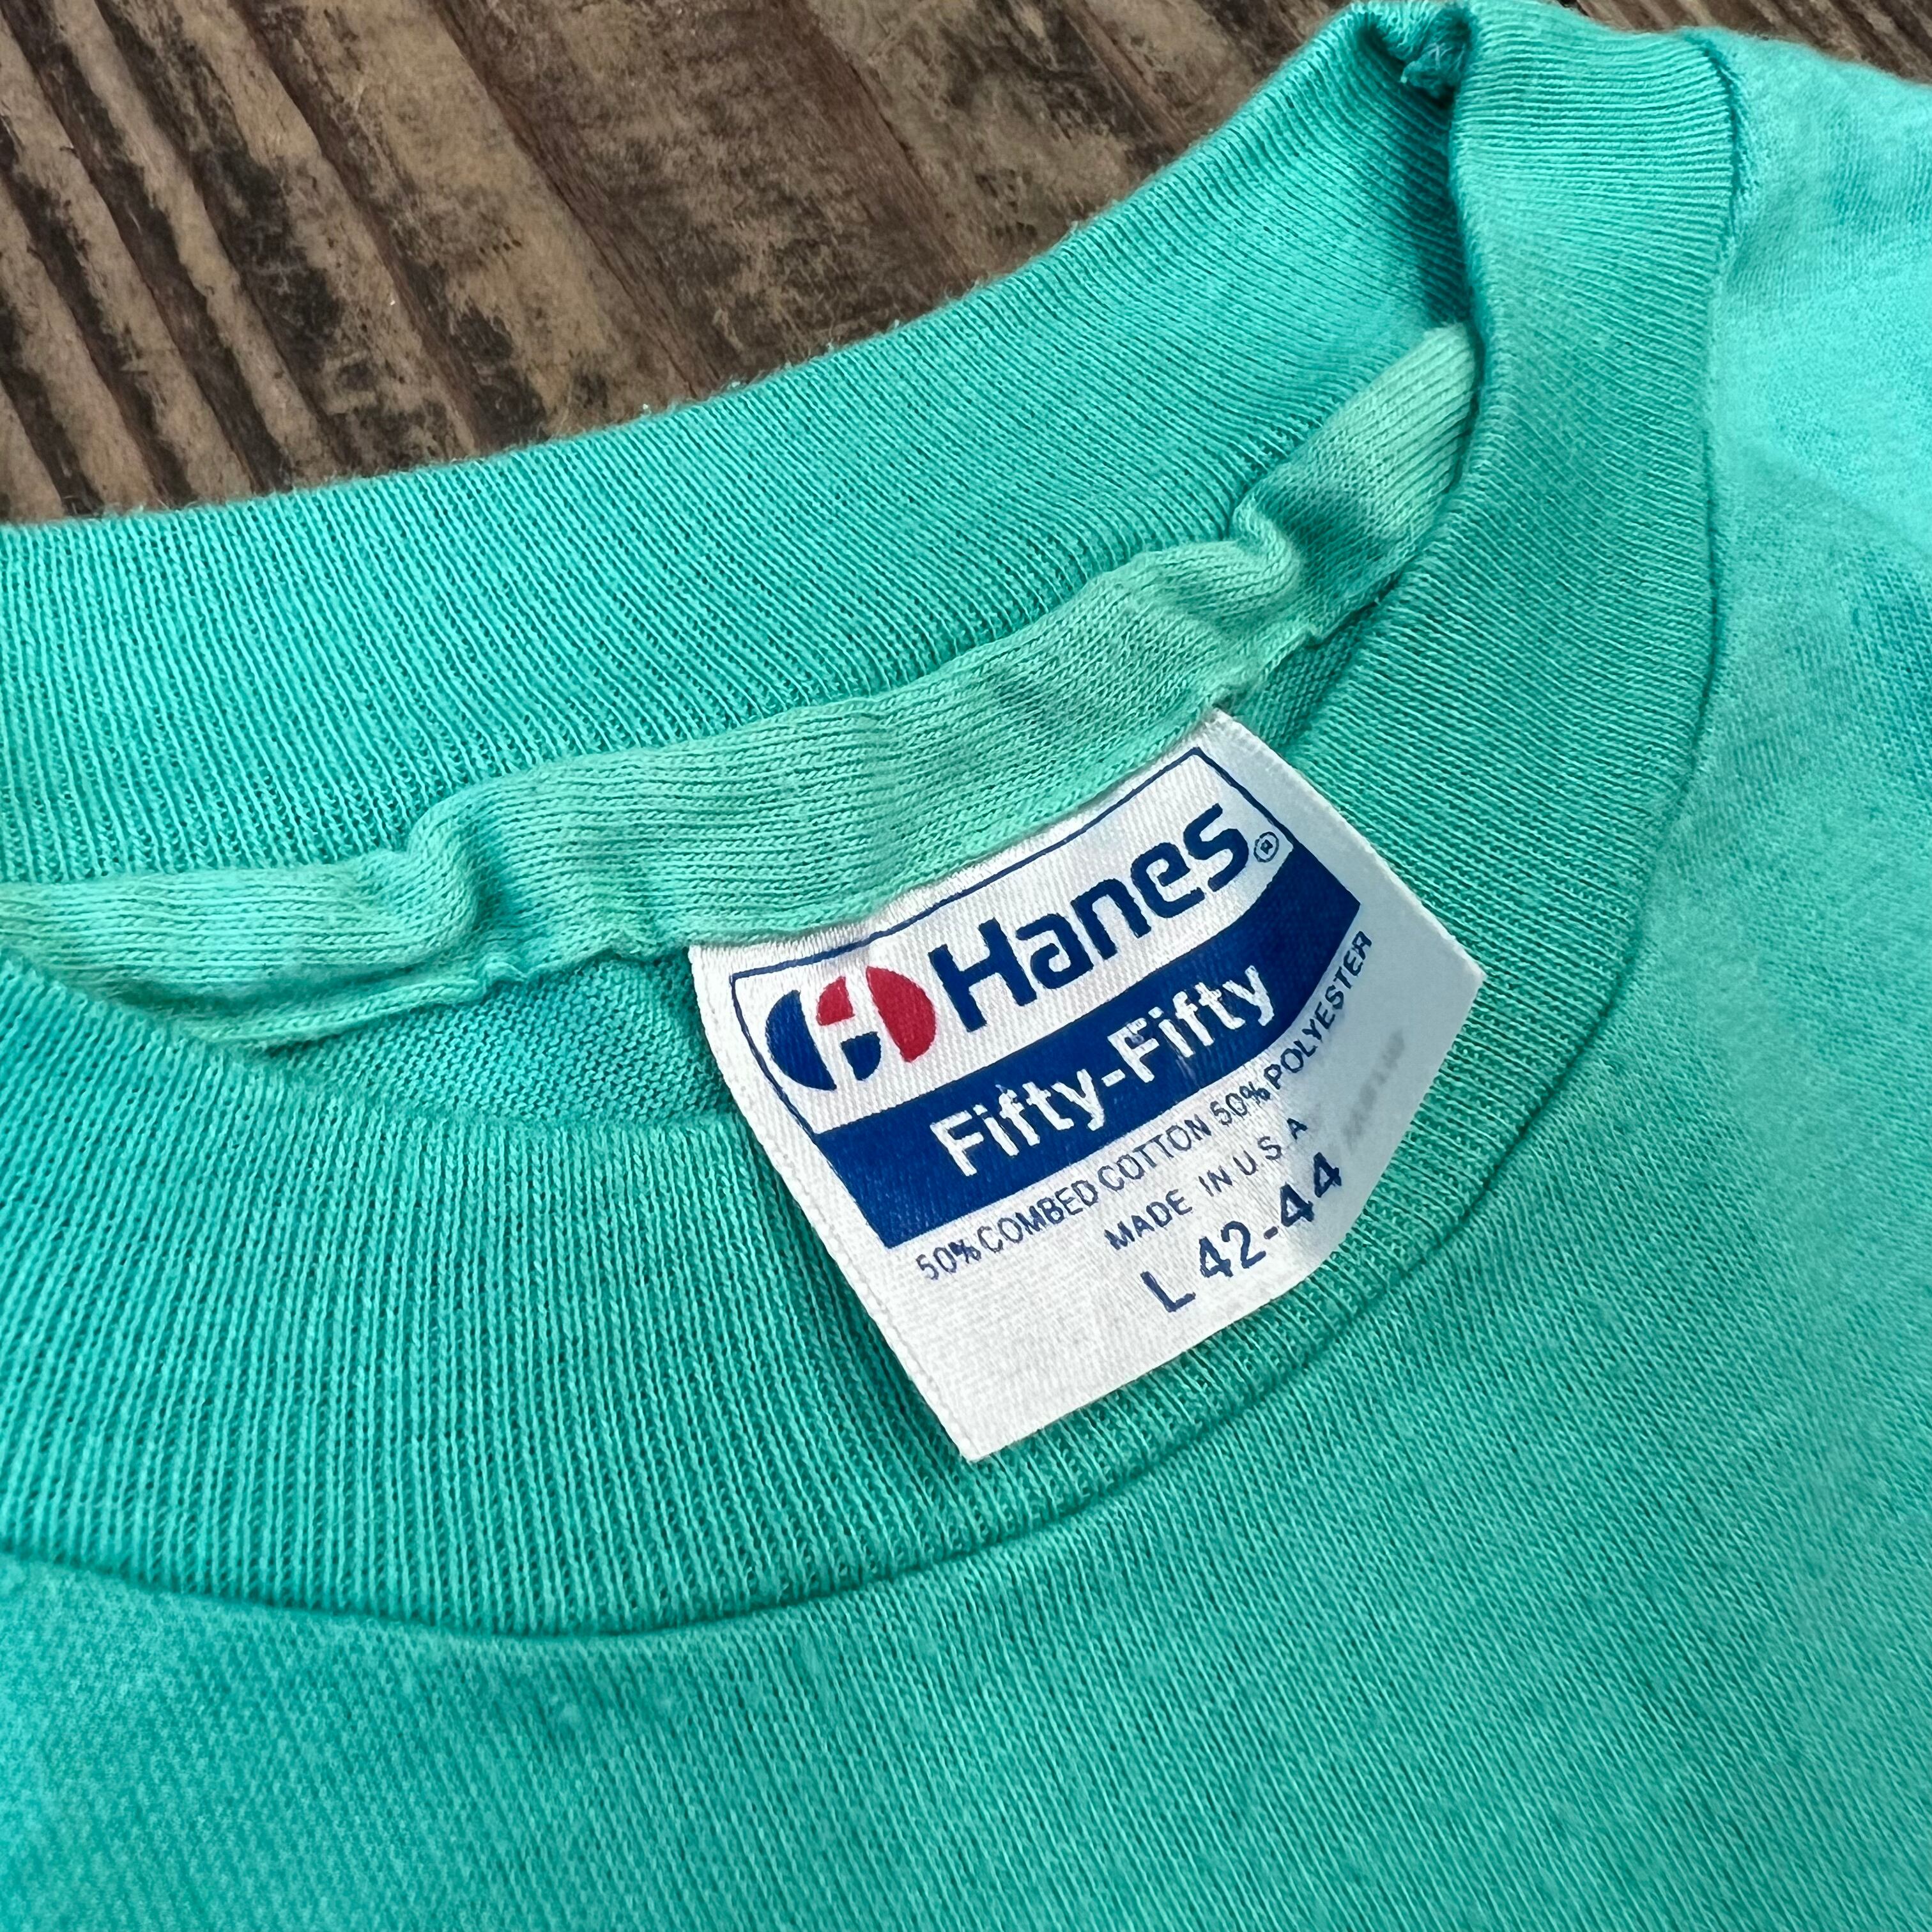 Hanes®
Fifty-Fifty
50% COMBED COTTON 50% POLYESTER
MADE IN U.S.A
L 42-44